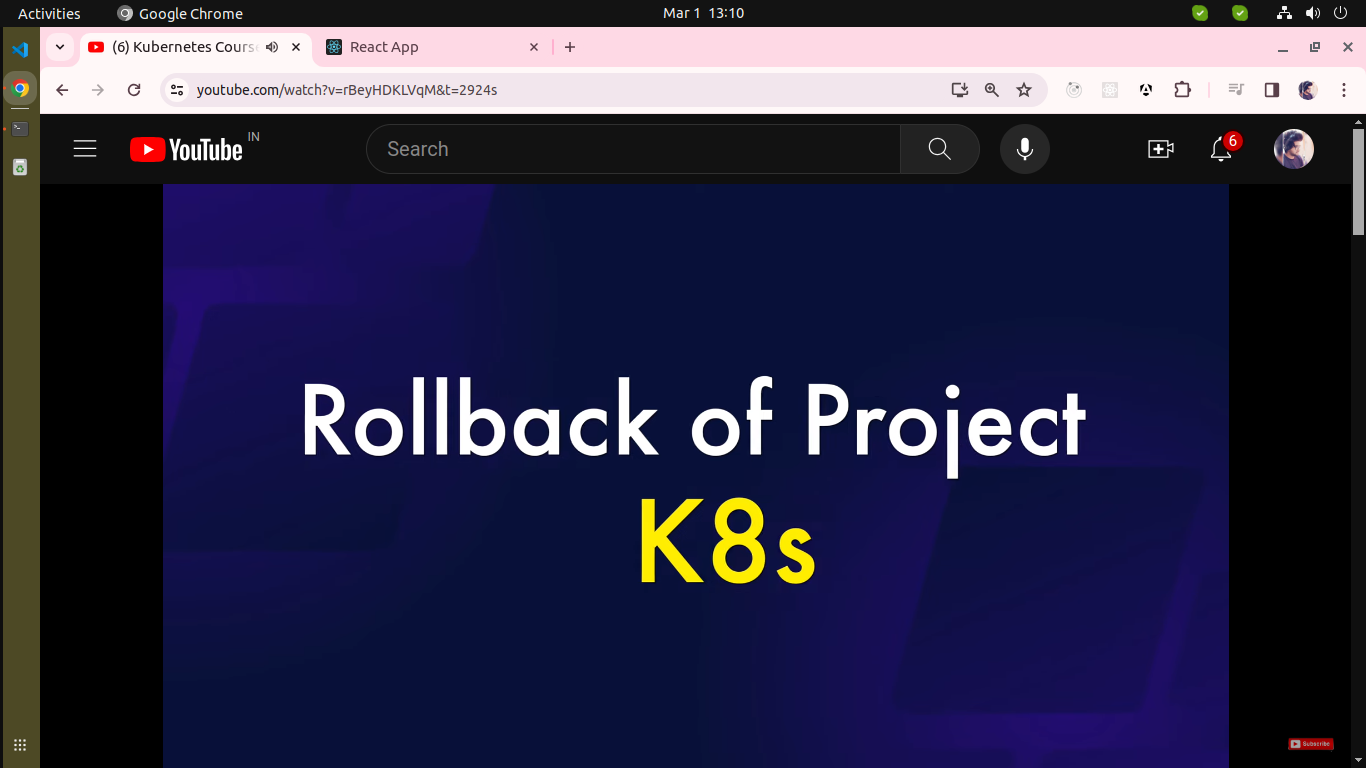 Activities
Google Chrome
Mar 1 13:10
(6) Kubernetes Cours
React App
youtube.com/watch?v=rBeyHDKLVqM&t=2924s
YouTube
IN
Search
6
Rollback of Project
K8s
Subscribe